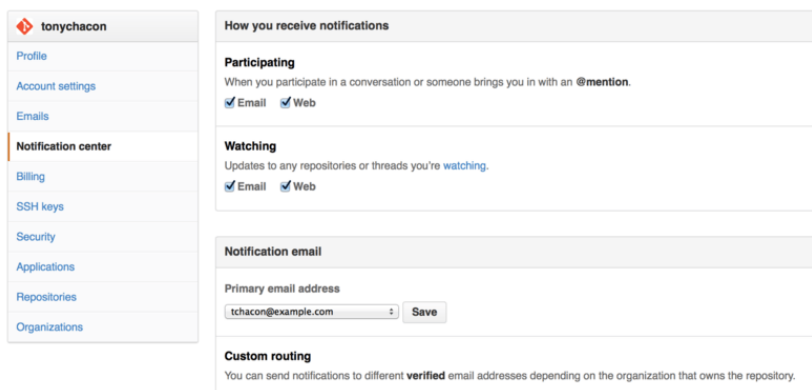 tonychacon
Profile
Account settings
Emails
Notification center
Billing
SSH keys
Security
Applications
Repositories
Organizations
How you receive notifications
Participating
When you participate in a conversation or someone brings you in with an @mention.
Email Web
Watching
Updates to any repositories or threads you're watching.
Email Web
Notification email
Primary email address
tchacon@example.com Save
Custom routing
You can send notifications to different verified email addresses depending on the organization that owns the repository.